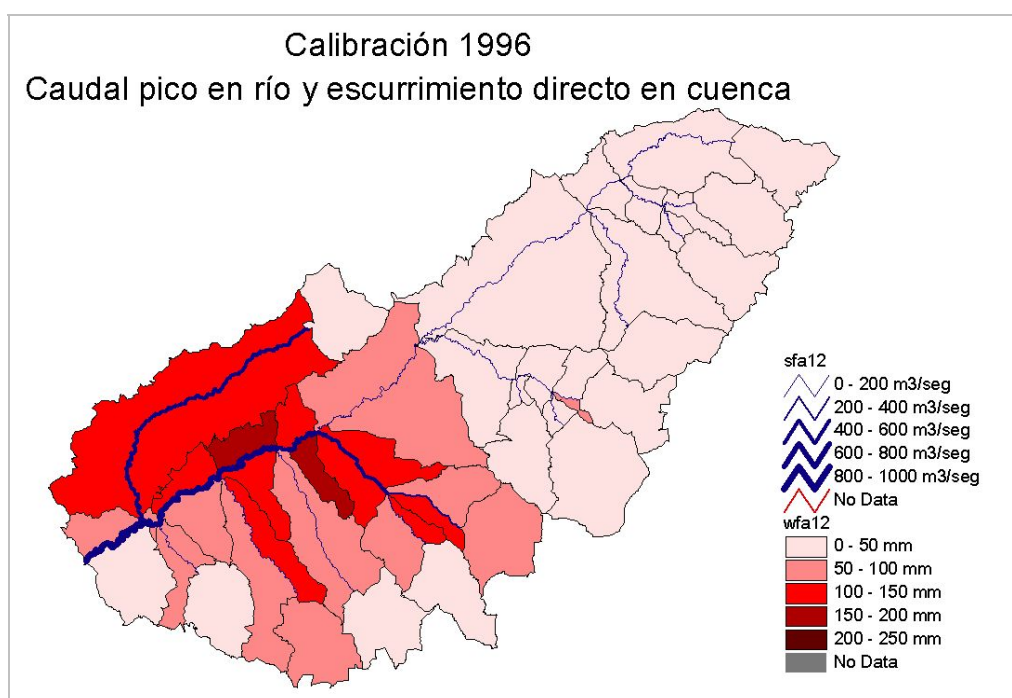 Calibración 1996
Caudal pico en río y escurrimiento directo en cuenca
sfa12
0 - 200 m3/seg
200 - 400 m3/seg
400 - 600 m3/seg
600 - 800 m3/seg
800 - 1000 m3/seg
No Data
wfa12
0 - 50 mm
50 - 100 mm
100 - 150 mm
150 - 200 mm
200 - 250 mm
No Data